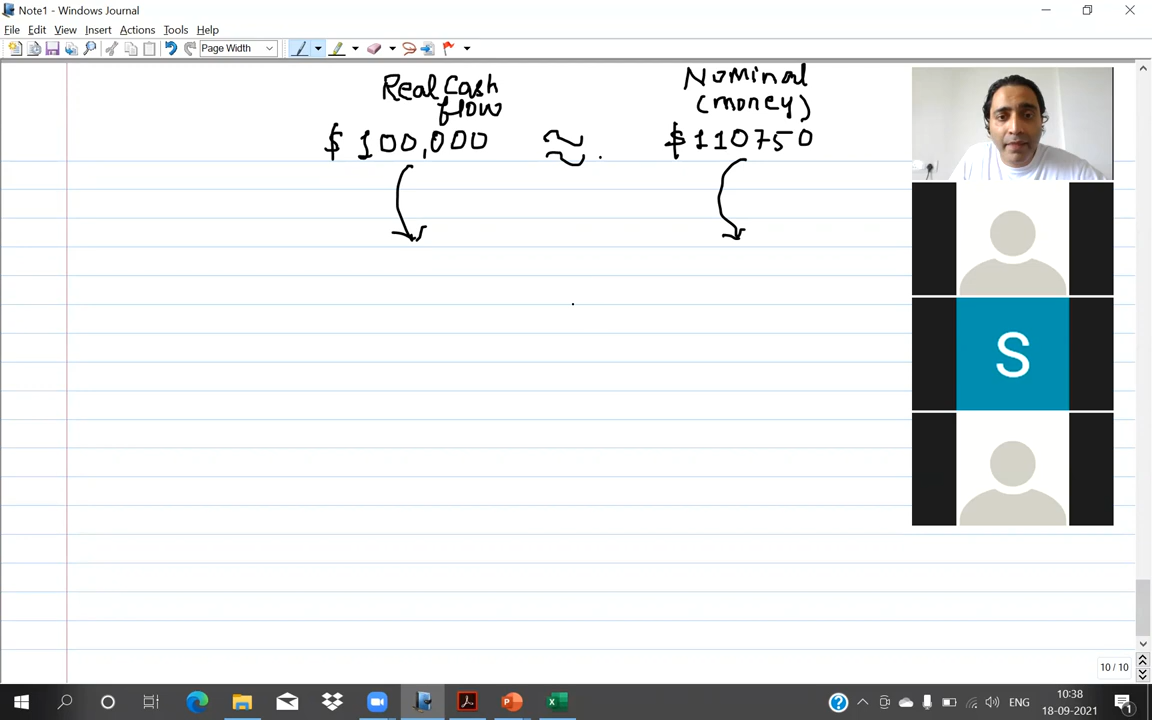 Note1 - Windows Journal
File Edit View Insert Actions Tools Help
Page Width
Real Cash
flow
$ 100,000 ≈ $110750
Nominal
(money)
S
10 / 10
ENG
10:38
18-09-2021
1